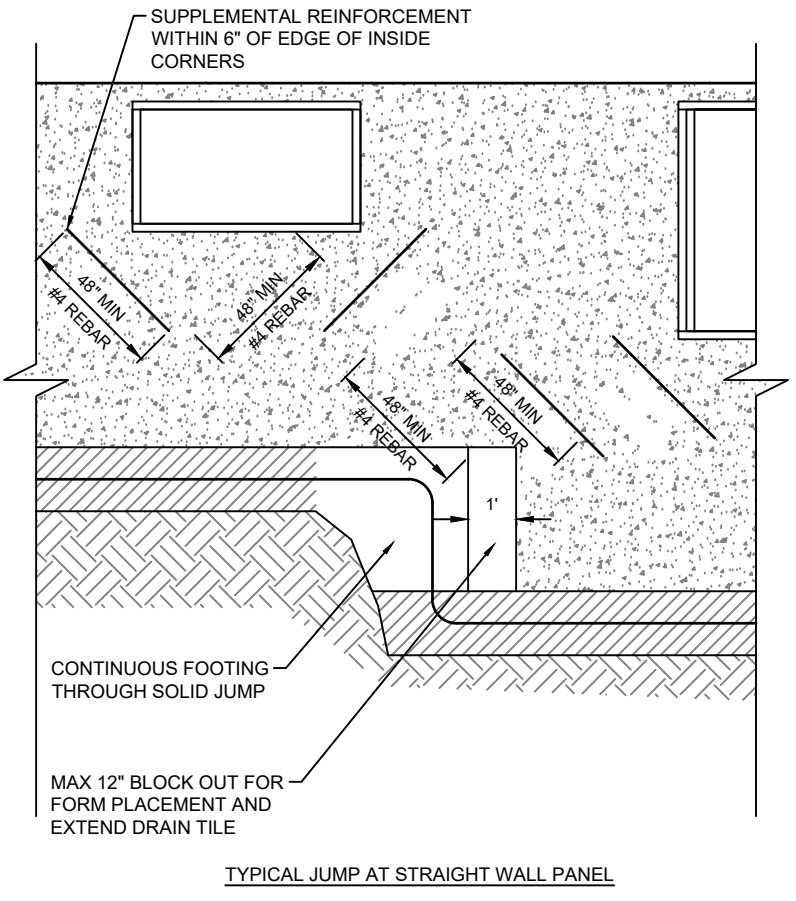 SUPPLEMENTAL REINFORCEMENT
WITHIN 6" OF EDGE OF INSIDE
CORNERS
48" MIN
#4 REBAR
48" MIN
#4 REBAR
48" MIN
#4 REBAR
48" MIN
#4 REBAR
1'
CONTINUOUS FOOTING
THROUGH SOLID JUMP
MAX 12" BLOCK OUT FOR
FORM PLACEMENT AND
EXTEND DRAIN TILE
TYPICAL JUMP AT STRAIGHT WALL PANEL